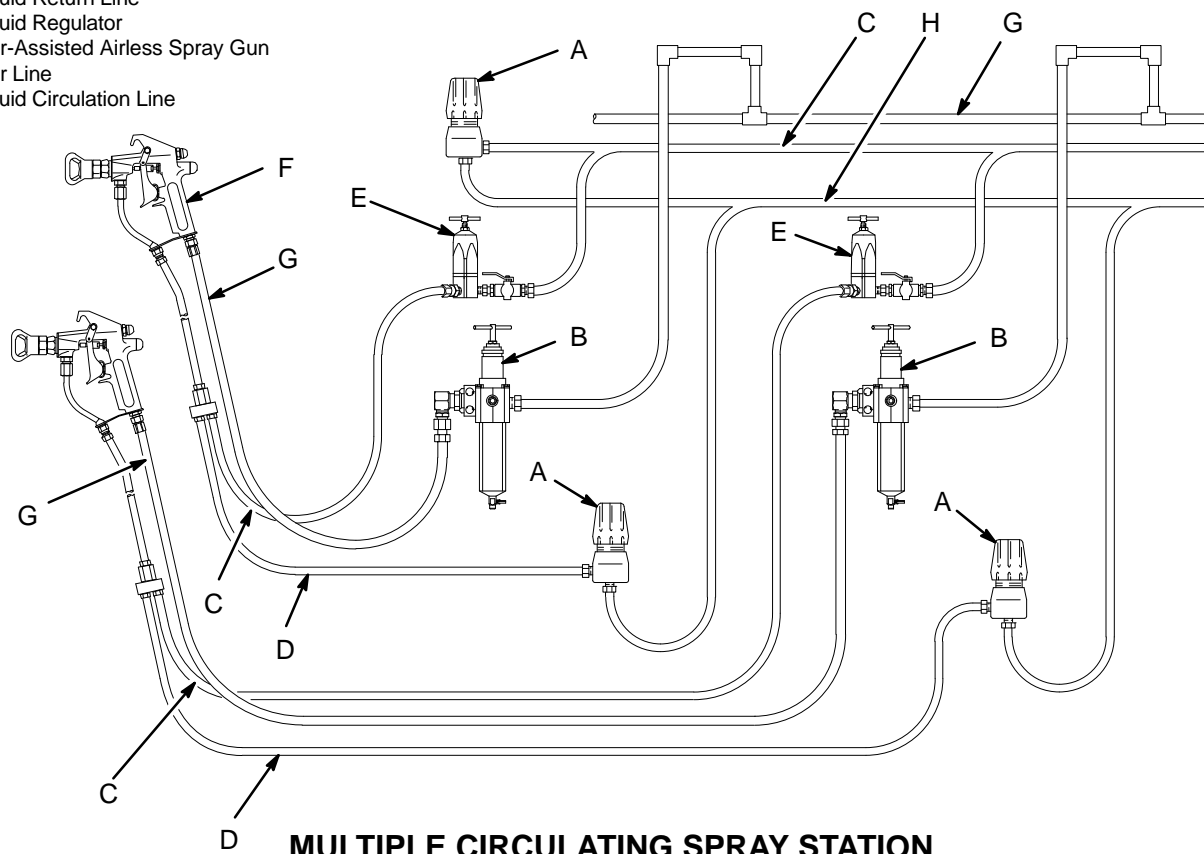 uid Return Line
uid Regulator
r-Assisted Airless Spray Gun
r Line
uid Circulation Line
C
H
G
A
F
E
G
E
B
B
A
A
G
C
D
C
D
MULTIPLE CIRCULATING SPRAY STATION